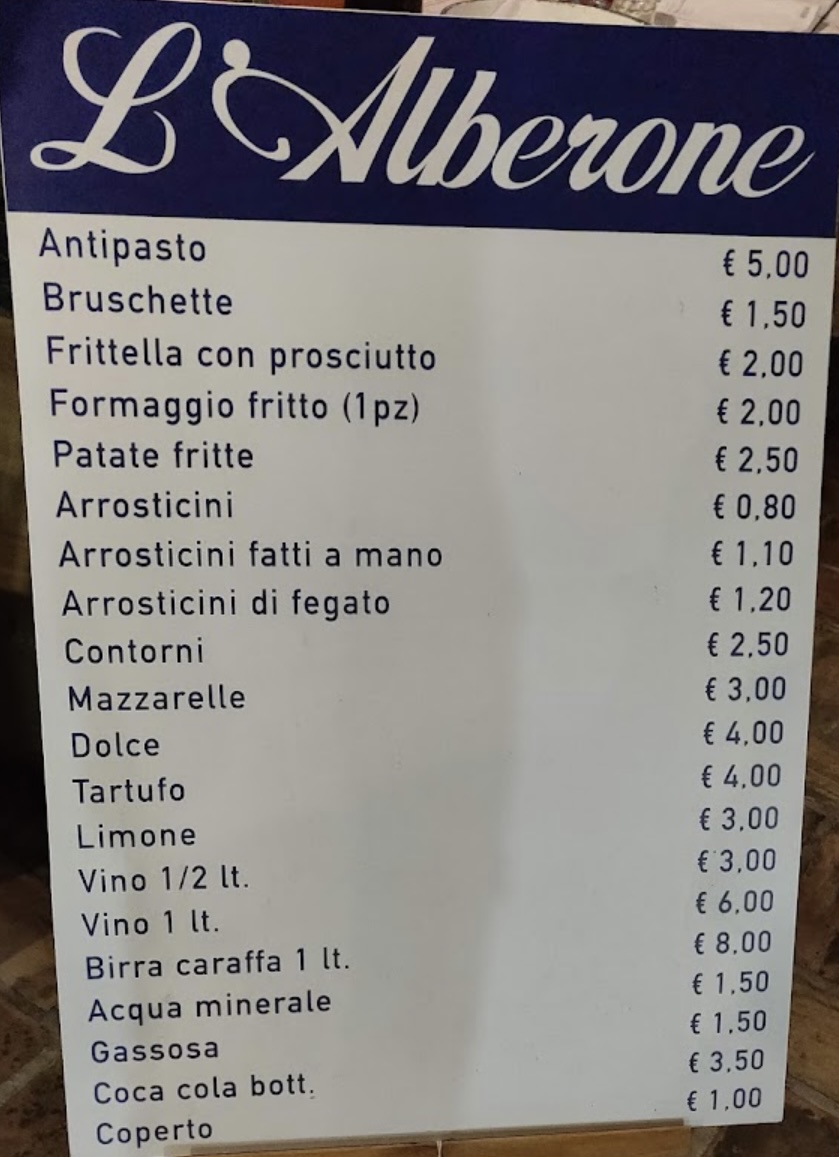 L'Alberone
Antipasto € 5,00
Bruschette € 1,50
Frittella con prosciutto € 2,00
Formaggio fritto (1pz) € 2,00
Patate fritte € 2,50
Arrosticini € 0,80
Arrosticini fatti a mano € 1,10
Arrosticini di fegato € 1,20
Contorni € 2,50
Mazzarelle € 3,00
Dolce € 4,00
Tartufo € 4,00
Limone € 3,00
Vino 1/2 lt. € 3,00
Vino 1 lt. € 6,00
Birra caraffa 1 lt. € 8,00
Acqua minerale € 1,50
Gassosa € 1,50
Coca cola bott. € 3,50
Coperto € 1,00